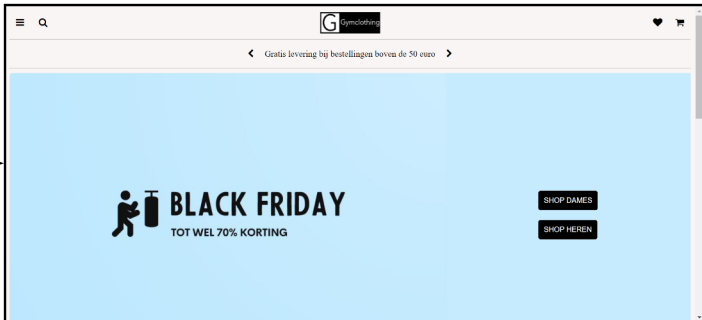 G Gymclothing
Gratis levering bij bestellingen boven de 50 euro
BLACK FRIDAY
TOT WEL 70% KORTING
SHOP DAMES
SHOP HEREN